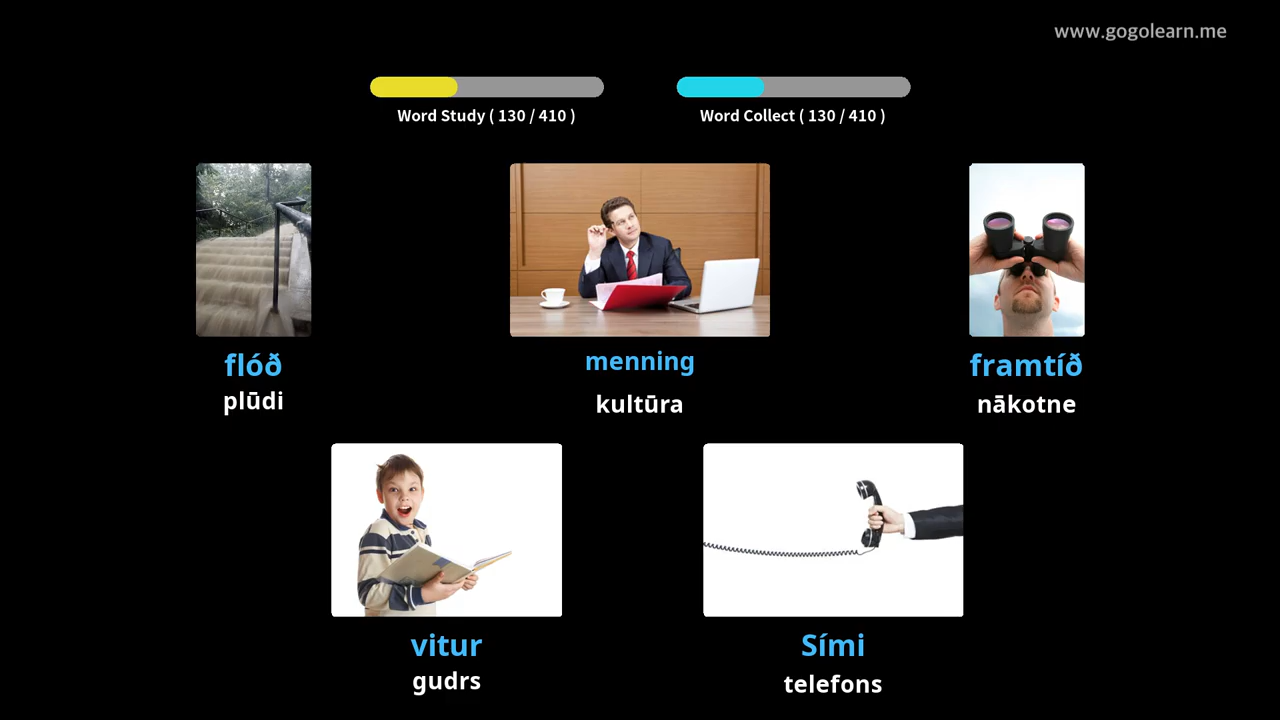 www.gogolearn.me
Word Study ( 130 / 410 )
Word Collect ( 130 / 410 )
flóð
plūdi
menning
kultūra
framtíð
nākotne
vitur
gudrs
Sími
telefons